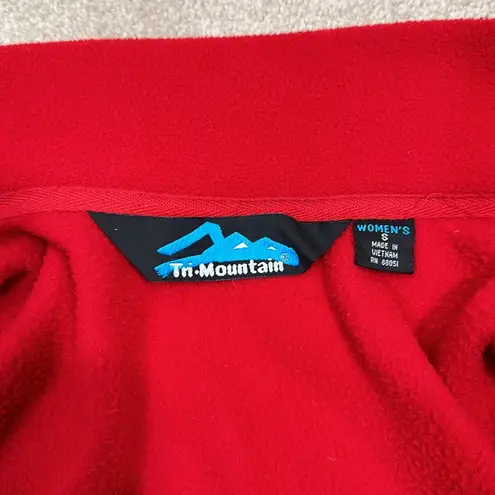 Tri-Mountain®
WOMEN'S
S
MADE IN
VIETNAM
RN 88051